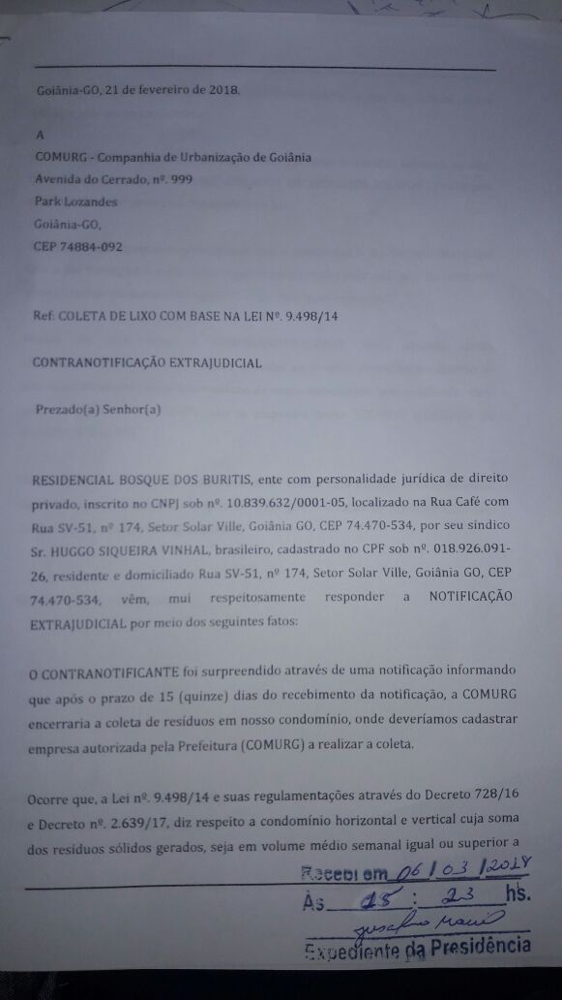 Goiânia-GO, 21 de fevereiro de 2018.
A
COMURG - Companhia de Urbanização de Goiânia
Avenida do Cerrado, nº. 999
Park Lozandes
Goiânia-GO,
CEP 74884-092
Ref: COLETA DE LIXO COM BASE NA LEI Nº. 9.498/14
CONTRANOTIFICAÇÃO EXTRAJUDICIAL
Prezado(a) Senhor(a)
RESIDENCIAL BOSQUE DOS BURITIS, ente com personalidade jurídica de direito
privado, inscrito no CNPJ sob nº. 10.839.632/0001-05, localizado na Rua Café com
Rua SV-51, nº 174, Setor Solar Ville, Goiânia GO, CEP 74.470-534, por seu síndico
Sr. HUGGO SIQUEIRA VINHAL, brasileiro, cadastrado no CPF sob nº. 018.926.091-
26, residente e domiciliado Rua SV-51, nº 174, Setor Solar Ville, Goiânia GO, CEP
74.470-534, vêm, mui respeitosamente responder a NOTIFICAÇÃO
EXTRAJUDICIAL por meio dos seguintes fatos:
O CONTRANOTIFICANTE foi surpreendido através de uma notificação informando
que após o prazo de 15 (quinze) dias do recebimento da notificação, a COMURG
encerraria a coleta de resíduos em nosso condomínio, onde deveríamos cadastrar
empresa autorizada pela Prefeitura (COMURG) a realizar a coleta.
Ocorre que, a Lei nº. 9.498/14 e suas regulamentações através do Decreto 728/16
e Decreto nº. 2.639/17, diz respeito a condomínio horizontal e vertical cuja soma
dos resíduos sólidos gerados, seja em volume médio semanal igual ou superior a
Recebi em 06/03/2018
Às 15 : 23 hs.
Expediente da Presidência